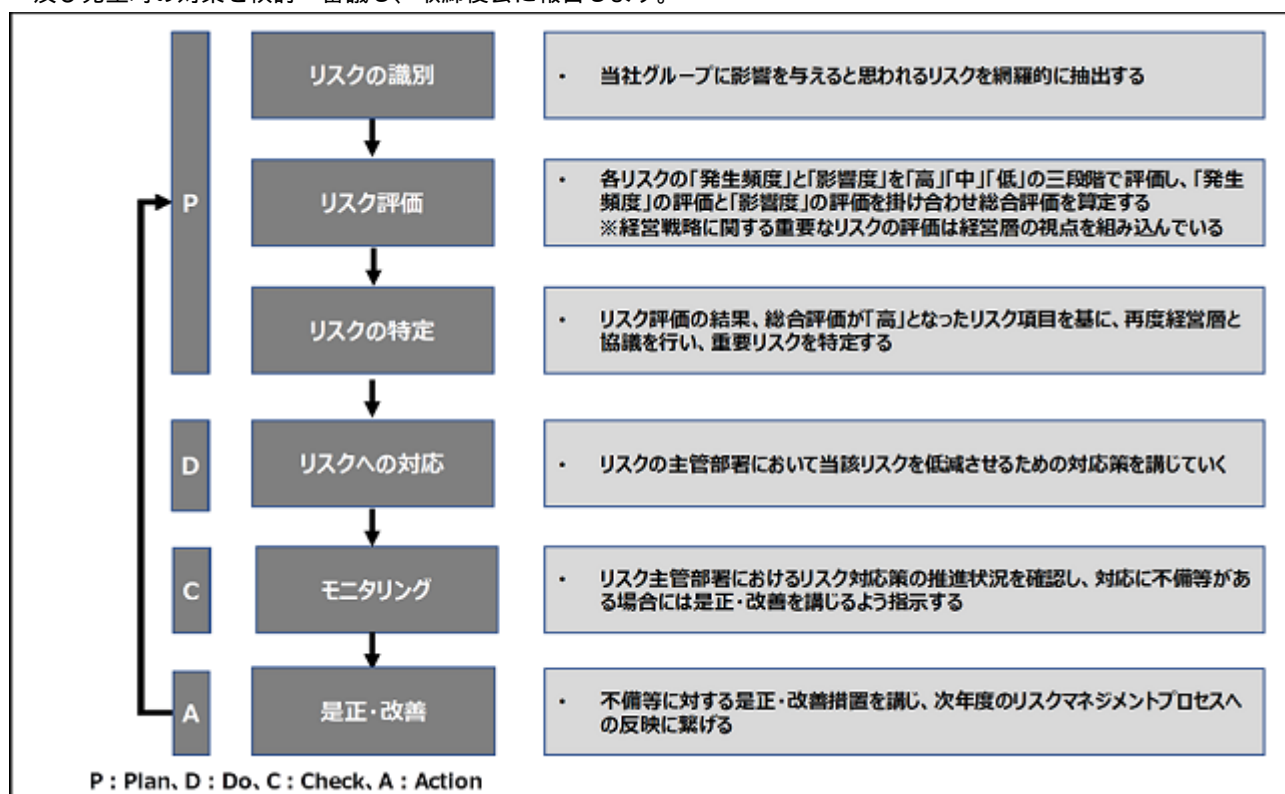 リスクの識別
・ 当社グループに影響を与えると思われるリスクを網羅的に抽出する
P
リスク評価
・ 各リスクの「発生頻度」と「影響度」を「高」「中」「低」の三段階で評価し、「発生
頻度」の評価と「影響度」の評価を掛け合わせ総合評価を算定する
※経営戦略に関する重要なリスクの評価は経営層の視点を組み込んでいる
リスクの特定
・ リスク評価の結果、総合評価が「高」となったリスク項目を基に、再度経営層と
協議を行い、重要リスクを特定する
D
リスクへの対応
・ リスクの主管部署において当該リスクを低減させるための対応策を講じていく
C
モニタリング
・ リスク主管部署におけるリスク対応策の推進状況を確認し、対応に不備等があ
る場合には是正・改善を講じるよう指示する
A
是正・改善
・ 不備等に対する是正・改善措置を講じ、次年度のリスクマネジメントプロセスへ
の反映に繋げる
P : Plan、D : Do、C : Check、A : Action